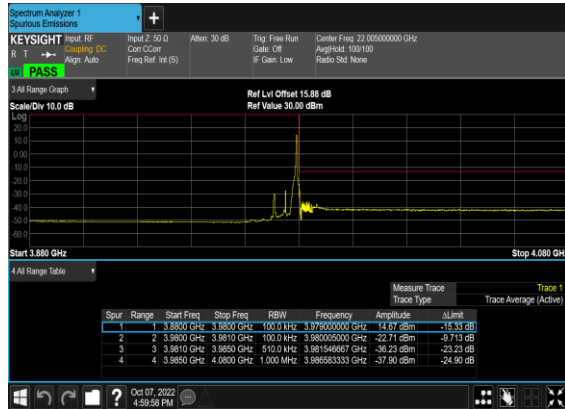 Spectrum Analyzer 1
Spurious Emissions
KEYSIGHT Input: RF Input Z: 50 Ω Atten: 30 dB Trig: Free Run Center Freq: 22.005000000 GHz
R T Coupling: DC Corr CCorr Gate: Off Avg|Hold: 100/100
Align: Auto Freq Ref: Int (S) IF Gain: Low Radio Std: None
PASS
3 All Range Graph
Ref Lvl Offset 15.88 dB
Scale/Div 10.0 dB Ref Value 30.00 dBm
Log
20.0
10.0
0.00
-10.0
-20.0
-30.0
-40.0
-50.0
-60.0
Start 3.880 GHz Stop 4.080 GH
4 All Range Table
Measure Trace Trace 1
Trace Type Trace Average (Active)
Spur Range Start Freq Stop Freq RBW Frequency Amplitude ΔLimit
1 1 3.8800 GHz 3.9800 GHz 100.0 kHz 3.979000000 GHz 14.67 dBm -15.33 dB
2 2 3.9800 GHz 3.9810 GHz 100.0 kHz 3.980005000 GHz -22.71 dBm -9.713 dB
3 3 3.9810 GHz 3.9850 GHz 510.0 kHz 3.981546667 GHz -36.23 dBm -23.23 dB
4 4 3.9850 GHz 4.0800 GHz 1.000 MHz 3.986583333 GHz -37.90 dBm -24.90 dB
Oct 07, 2022
4:59:58 PM